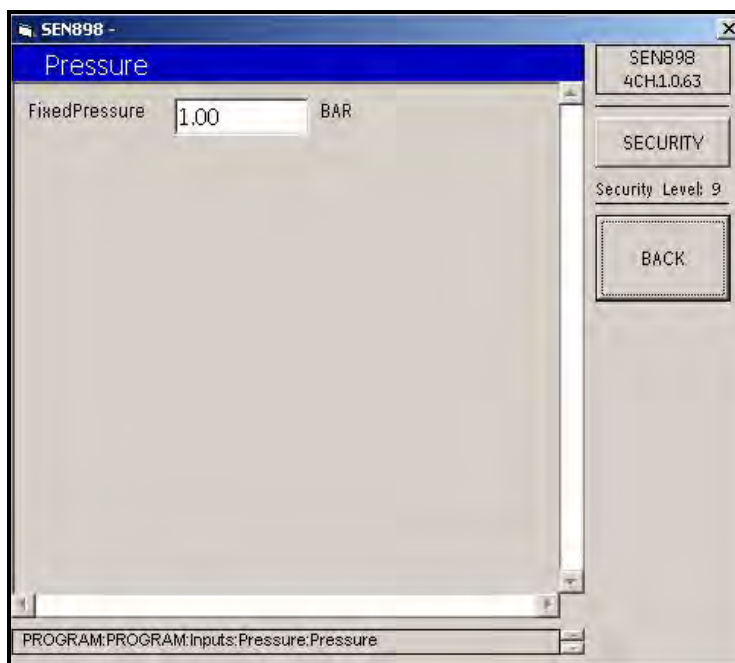 SEN898 -
Pressure
FixedPressure 1.00 BAR
SEN898
4CH.1.0.63
SECURITY
Security Level: 9
BACK
PROGRAM:PROGRAM:Inputs:Pressure:Pressure